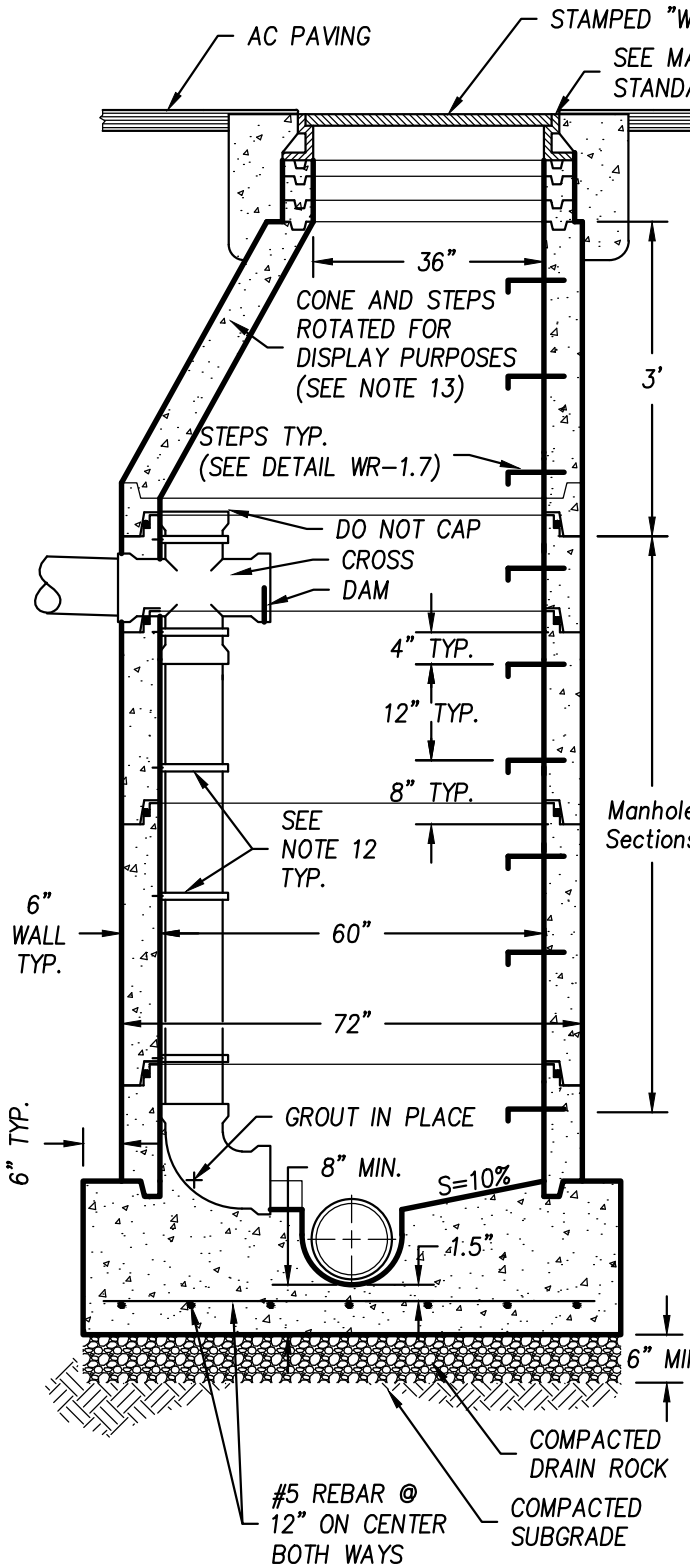 AC PAVING
STAMPED "W
SEE MA
STANDA
36"
CONE AND STEPS
ROTATED FOR
DISPLAY PURPOSES
(SEE NOTE 13)
3'
STEPS TYP.
(SEE DETAIL WR-1.7)
DO NOT CAP
CROSS
DAM
4" TYP.
12" TYP.
8" TYP.
SEE
NOTE 12
TYP.
Manhole
Sections
6"
WALL
TYP.
60"
72"
6" TYP.
GROUT IN PLACE
8" MIN.
S=10%
1.5"
6" MI
COMPACTED
DRAIN ROCK
#5 REBAR @
12" ON CENTER
BOTH WAYS
COMPACTED
SUBGRADE